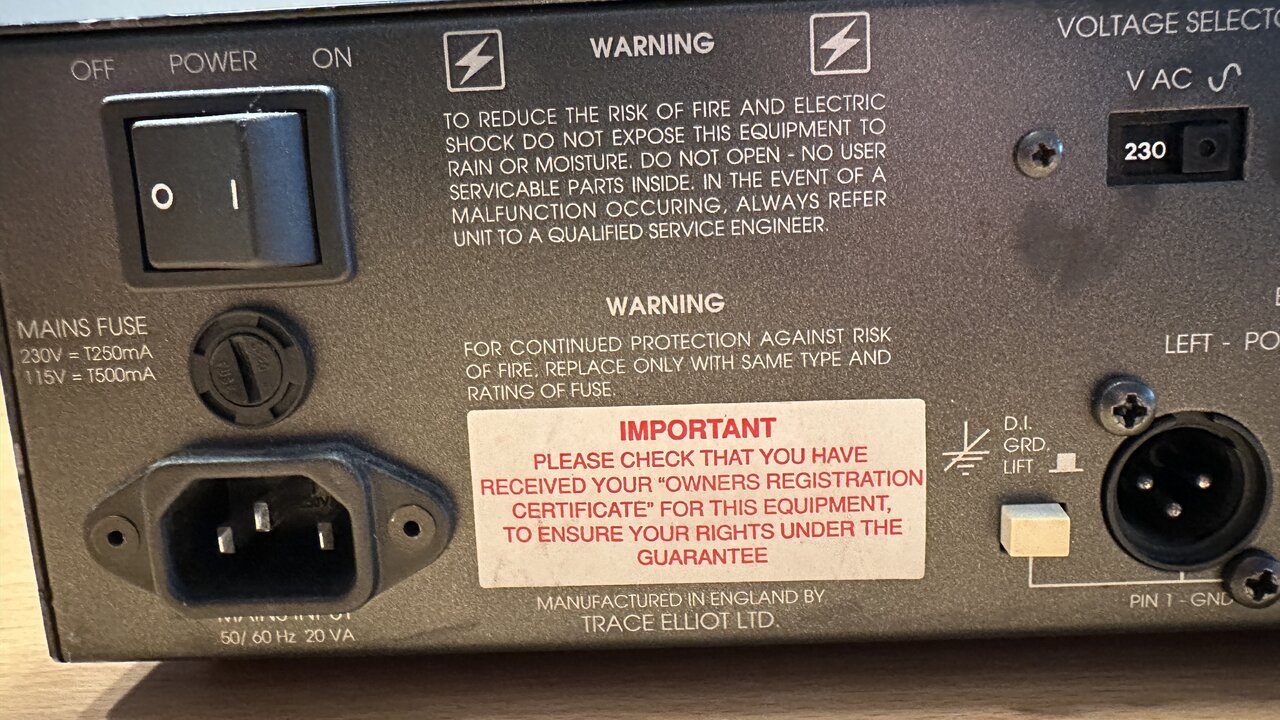 OFF POWER ON
O I
MAINS FUSE
230V = T250mA
115V = T500mA
50/ 60 Hz 20 VA
WARNING
TO REDUCE THE RISK OF FIRE AND ELECTRIC
SHOCK DO NOT EXPOSE THIS EQUIPMENT TO
RAIN OR MOISTURE. DO NOT OPEN - NO USER
SERVICABLE PARTS INSIDE. IN THE EVENT OF A
MALFUNCTION OCCURING, ALWAYS REFER
UNIT TO A QUALIFIED SERVICE ENGINEER.
WARNING
FOR CONTINUED PROTECTION AGAINST RISK
OF FIRE, REPLACE ONLY WITH SAME TYPE AND
RATING OF FUSE.
IMPORTANT
PLEASE CHECK THAT YOU HAVE
RECEIVED YOUR "OWNERS REGISTRATION
CERTIFICATE" FOR THIS EQUIPMENT,
TO ENSURE YOUR RIGHTS UNDER THE
GUARANTEE
MANUFACTURED IN ENGLAND BY
TRACE ELLIOT LTD.
VOLTAGE SELECTO
V AC
230
LEFT - PO
D.I.
GRD.
LIFT
PIN 1 - GND